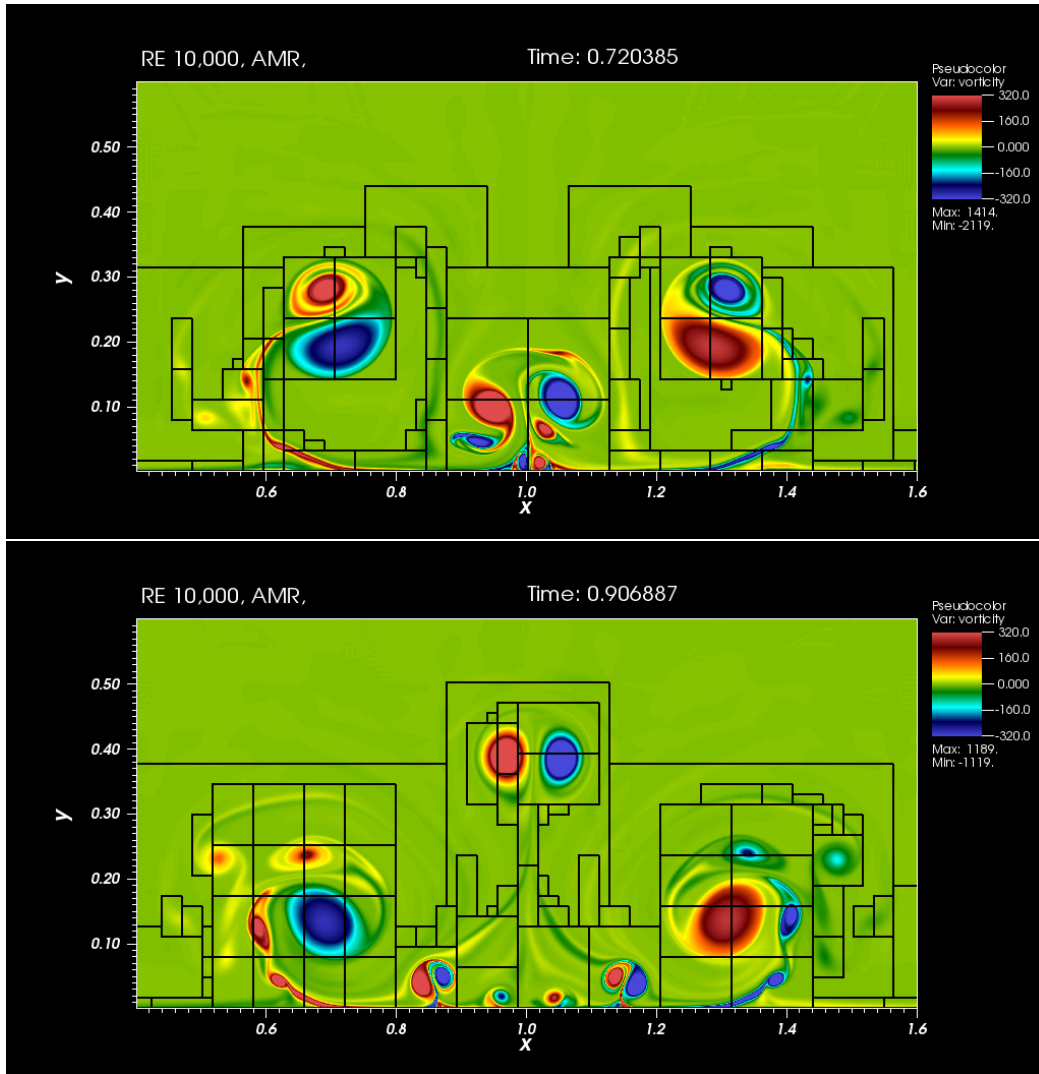 RE 10,000, AMR,
Time: 0.720385
Pseudocolor
Var: vorticity
320.0
160.0
0.000
-160.0
-320.0
Max: 1414.
Min: -2119.
0.50
0.40
0.30
0.20
0.10
y
0.6 0.8 1.0 1.2 1.4 1.6
X
RE 10,000, AMR,
Time: 0.906887
Pseudocolor
Var: vorticity
320.0
160.0
0.000
-160.0
-320.0
Max: 1189.
Min: -1119.
0.50
0.40
0.30
0.20
0.10
y
0.6 0.8 1.0 1.2 1.4 1.6
X